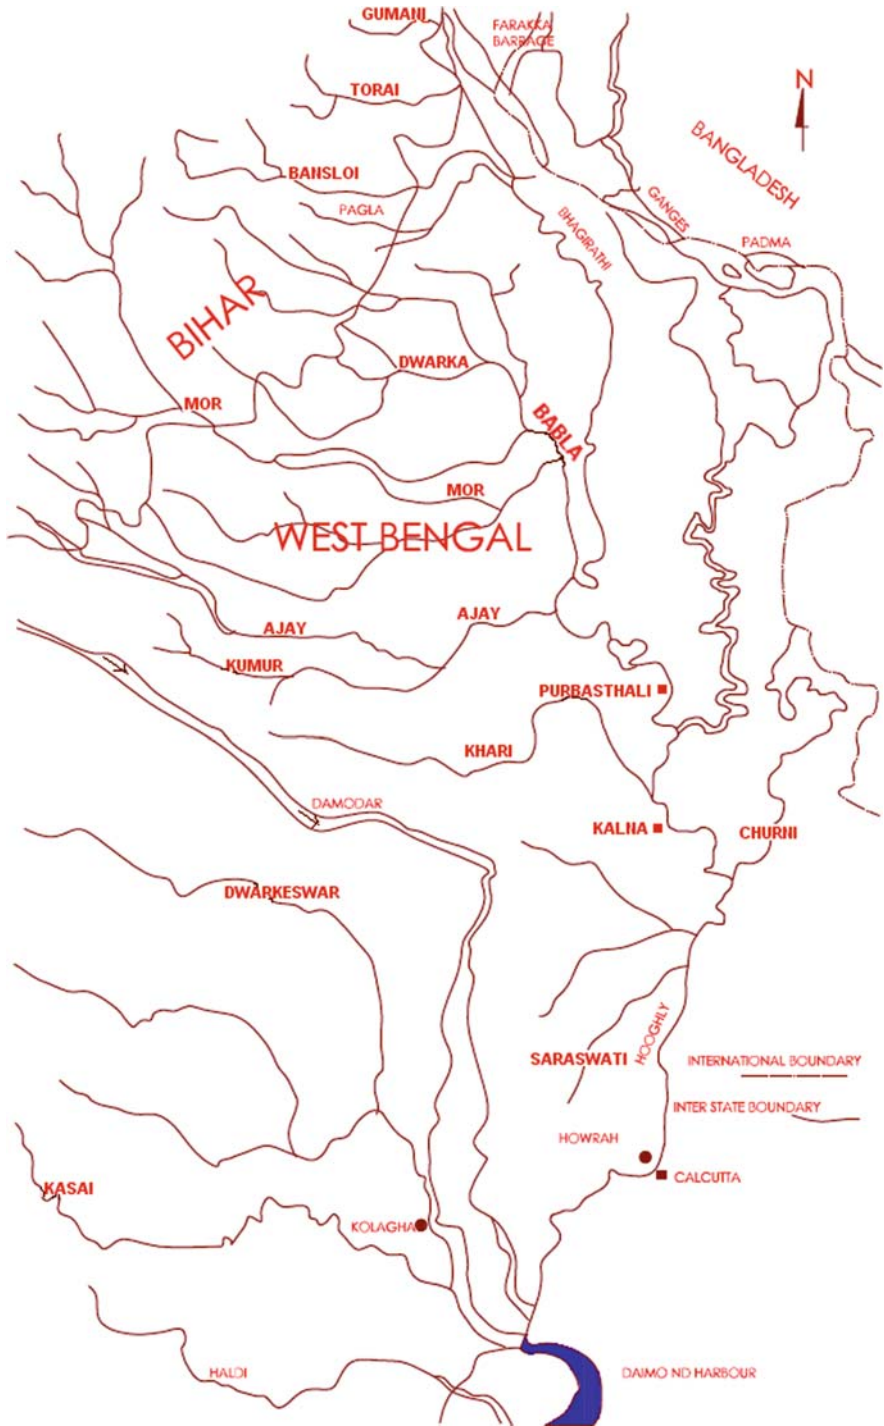 GUMANI
FARAKKA
BARRAGE
N
TORAI
BANGLADESH
BANSLOI
PAGLA
GANGES
BHAGIRATHI
PADMA
BIHAR
DWARKA
MOR
BABLA
MOR
WEST BENGAL
AJAY
AJAY
KUMUR
PURBASTHALI
KHARI
DAMODAR
KALNA
CHURNI
DWARKESWAR
HOOGHLY
SARASWATI
INTERNATIONAL BOUNDARY
INTER STATE BOUNDARY
HOWRAH
CALCUTTA
KASAI
KOLAGHA
HALDI
DAIMO ND HARBOUR